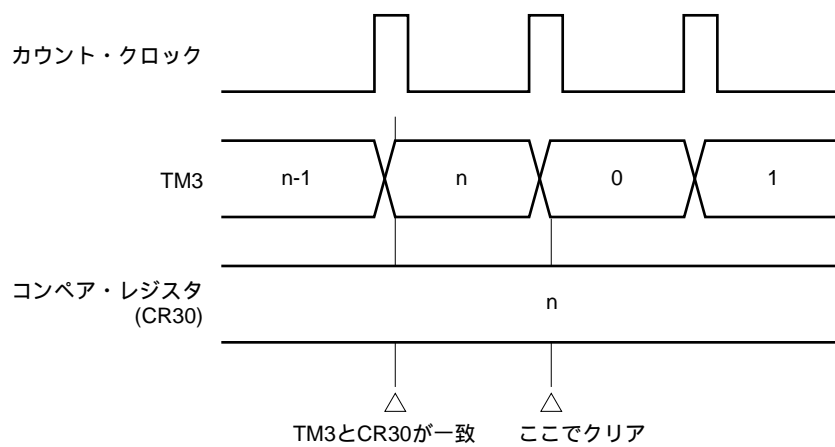 カウント・クロック
TM3
n-1
n
0
1
コンペア・レジスタ
(CR30)
n
TM3とCR30が一致
ここでクリア